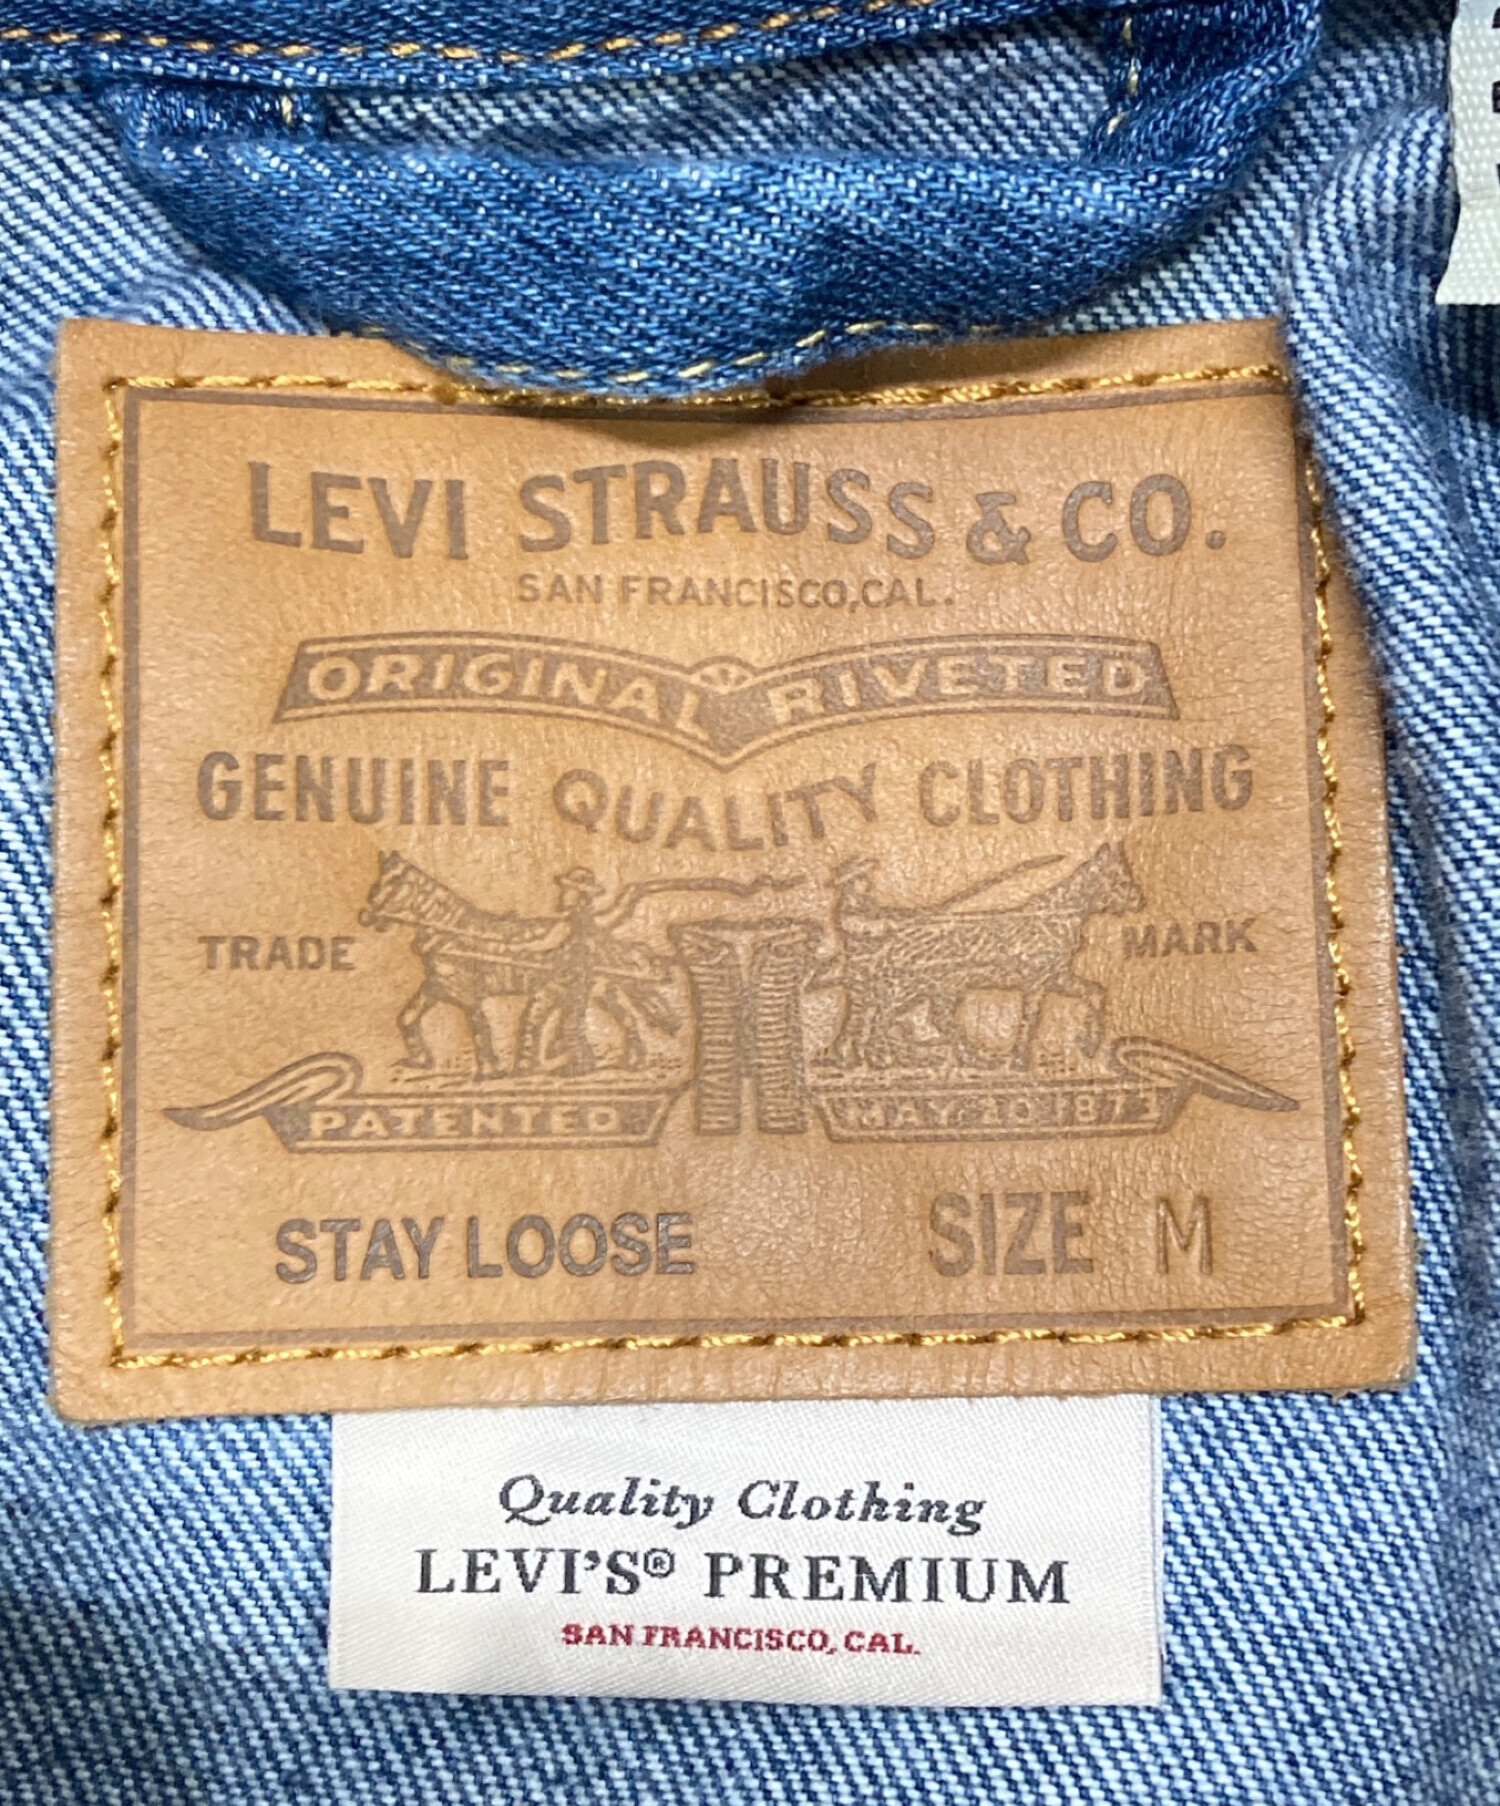 LEVI STRAUSS & CO.
SAN FRANCISCO, CAL.
ORIGINAL RIVETED
GENUINE QUALITY CLOTHING
TRADE MARK
PATENTED MAY 20 1873
STAY LOOSE SIZE M
Quality Clothing
LEVI'S® PREMIUM
SAN FRANCISCO, CAL.